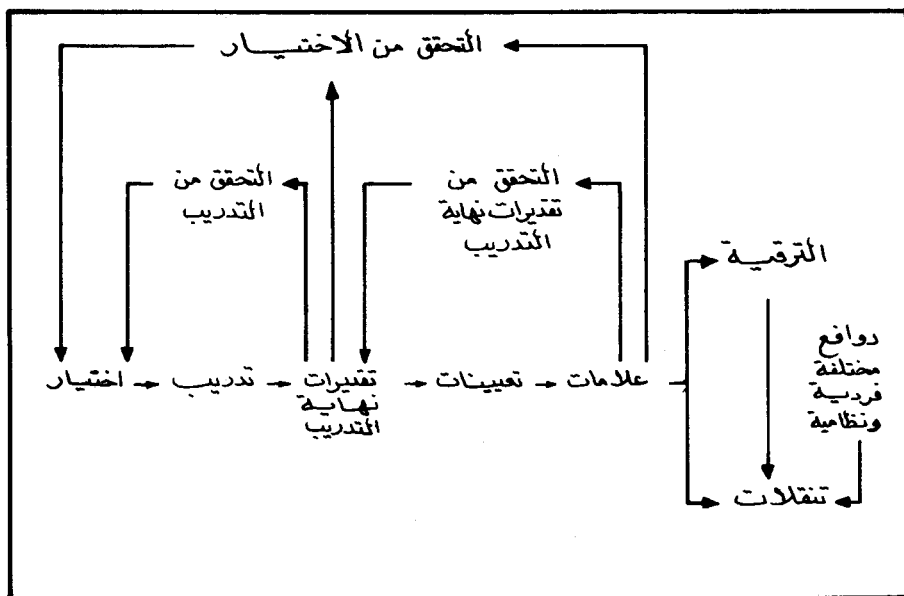 التحقق من الاختيار
التحقق من
التدريب
التحقق من
تقديرات نهاية
التدريب
الترقية
دوافع
مختلفة
فردية
ونظامية
اختيار
تدريب
تقديرات
نهاية
التدريب
تعيينات
علامات
تنقلات